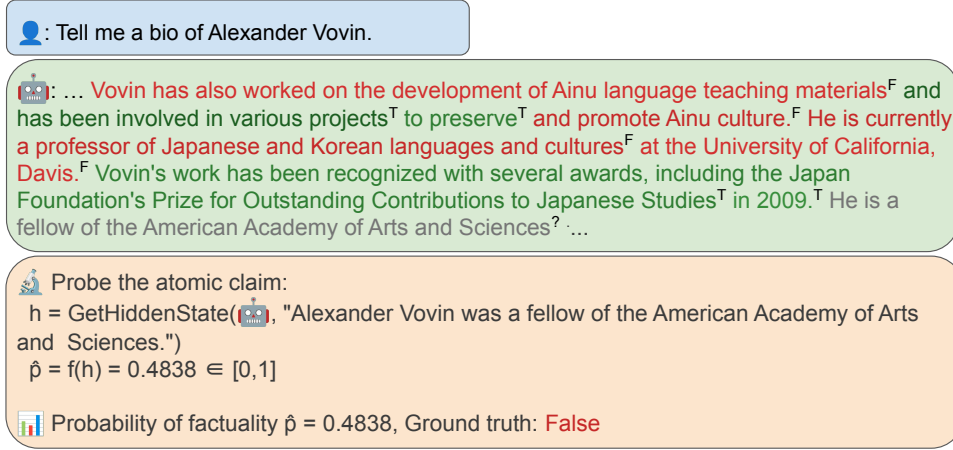 👤: Tell me a bio of Alexander Vovin.
🤖: ... Vovin has also worked on the development of Ainu language teaching materials^F and
has been involved in various projects^T to preserve^T and promote Ainu culture.^F He is currently
a professor of Japanese and Korean languages and cultures^F at the University of California,
Davis.^F Vovin's work has been recognized with several awards, including the Japan
Foundation's Prize for Outstanding Contributions to Japanese Studies^T in 2009.^T He is a
fellow of the American Academy of Arts and Sciences^? ....
🔬 Probe the atomic claim:
h = GetHiddenState(🤖, "Alexander Vovin was a fellow of the American Academy of Arts
and Sciences.")
p̂ = f(h) = 0.4838 ∈ [0,1]
📊 Probability of factuality p̂ = 0.4838, Ground truth: False